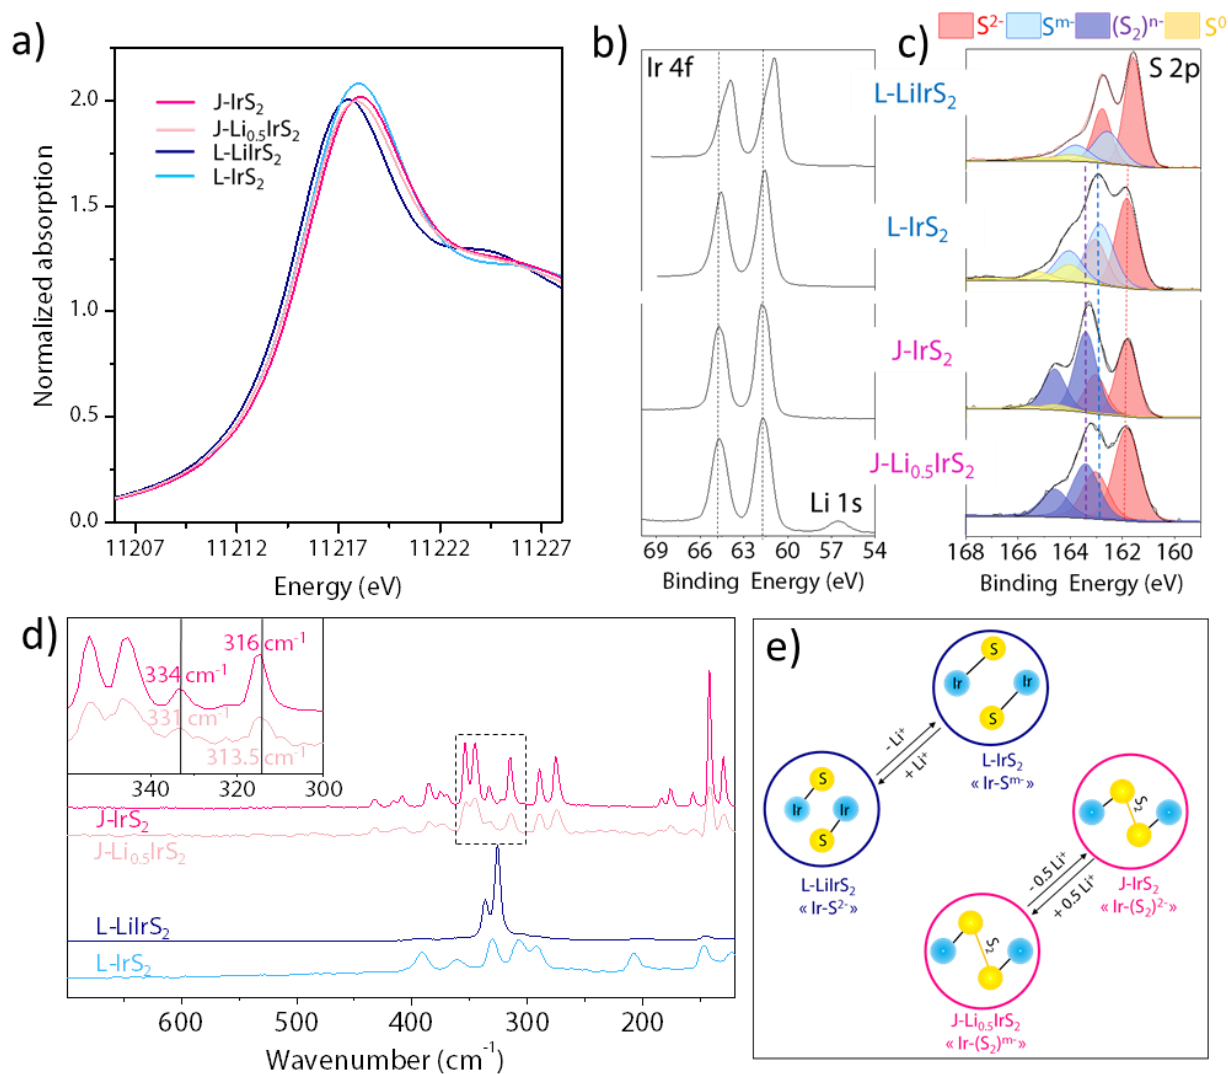 a)
J-IrS2
J-Li0.5IrS2
L-LiIrS2
L-IrS2
2.0
1.5
1.0
0.5
0.0
Normalized absorption
11207 11212 11217 11222 11227
Energy (eV)
b)
Ir 4f
Li 1s
69 66 63 60 57 54
Binding Energy (eV)
L-LiIrS2
L-IrS2
J-IrS2
J-Li0.5IrS2
S2- Sm- (S2)n- S0
c)
S 2p
168 166 164 162 160
Binding Energy (eV)
d)
334 cm-1
316 cm-1
331 cm-1
313.5 cm-1
340 320 300
J-IrS2
J-Li0.5IrS2
L-LiIrS2
L-IrS2
600 500 400 300 200
Wavenumber (cm-1)
e)
S
Ir Ir
S
- Li+
+ Li+
L-IrS2
« Ir-Sm-»
S
Ir Ir
S
L-LiIrS2
« Ir-S2-»
S2
J-IrS2
« Ir-(S2)2-»
- 0.5 Li+
+ 0.5 Li+
S2
J-Li0.5IrS2
« Ir-(S2)m-»